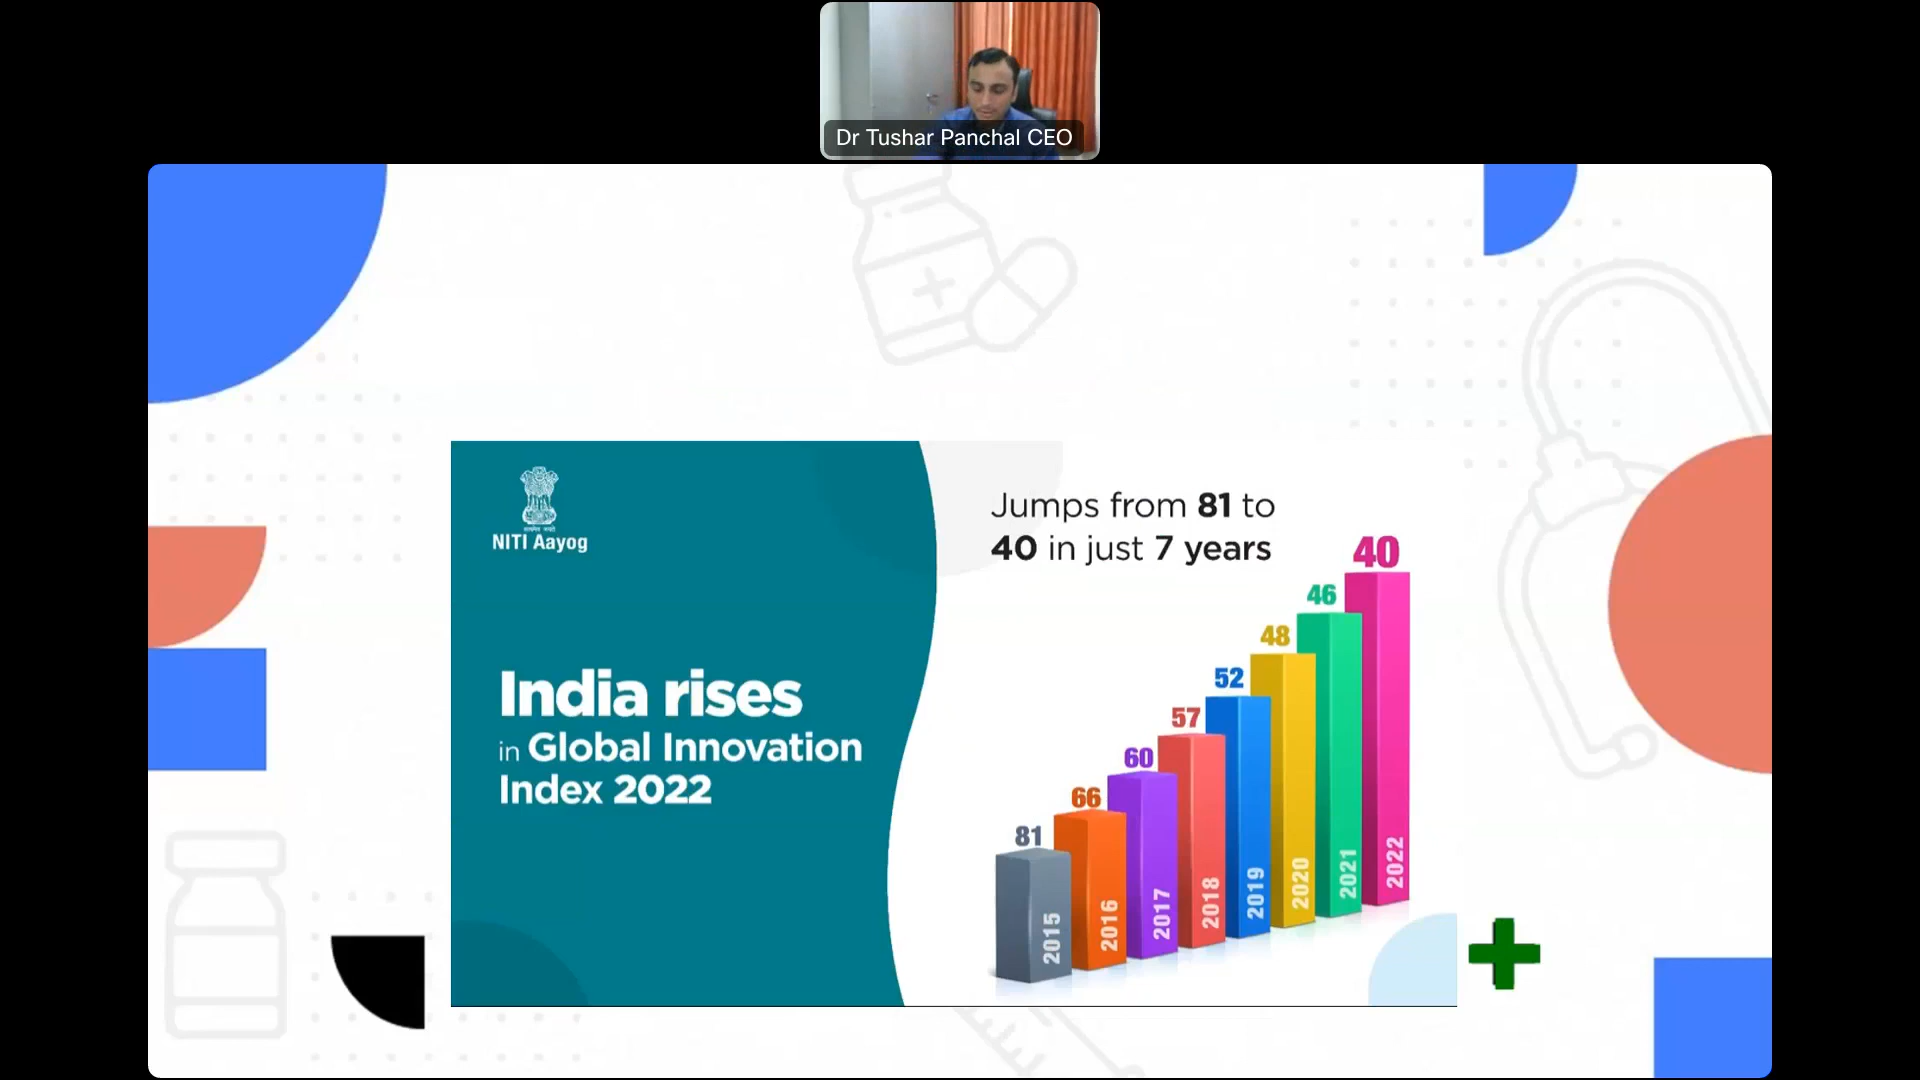 Dr Tushar Panchal CEO
NITI Aayog
India rises
in Global Innovation
Index 2022
Jumps from 81 to
40 in just 7 years
81
66
60
57
52
48
46
40
2015
2016
2017
2018
2019
2020
2021
2022